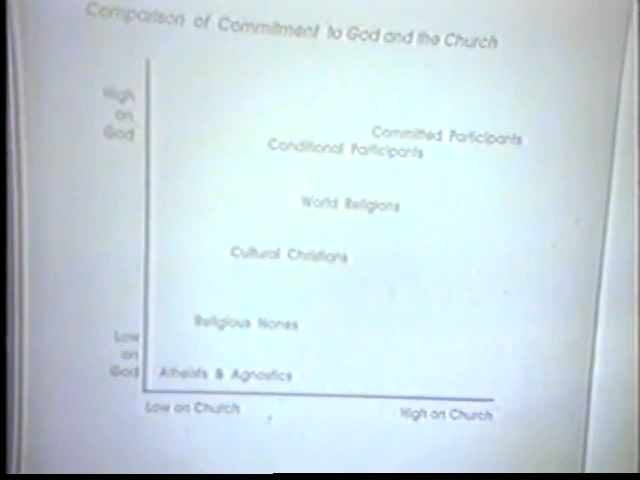 Comparison of Commitment to God and the Church
High
on
God
Committed Participants
Conditional Participants
World Religions
Cultural Christians
Religious Nones
Low
on
God
Atheists & Agnostics
Low on Church
High on Church